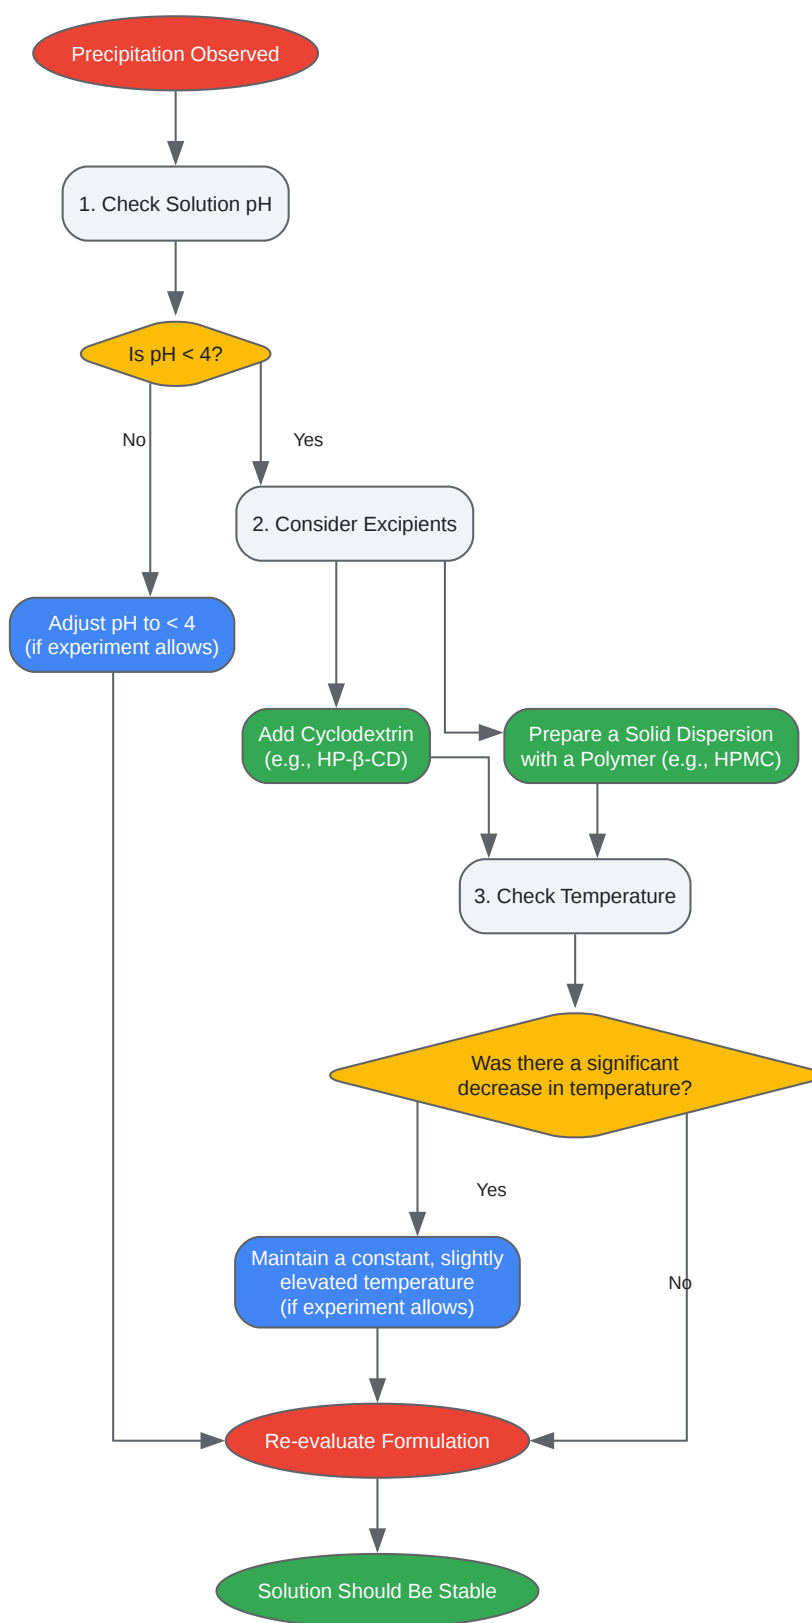 Precipitation Observed
1. Check Solution pH
Is pH < 4?
No
Yes
2. Consider Excipients
Adjust pH to < 4
(if experiment allows)
Add Cyclodextrin
(e.g., HP-β-CD)
Prepare a Solid Dispersion
with a Polymer (e.g., HPMC)
3. Check Temperature
Was there a significant
decrease in temperature?
Yes
Maintain a constant, slightly
elevated temperature
(if experiment allows)
No
Re-evaluate Formulation
Solution Should Be Stable